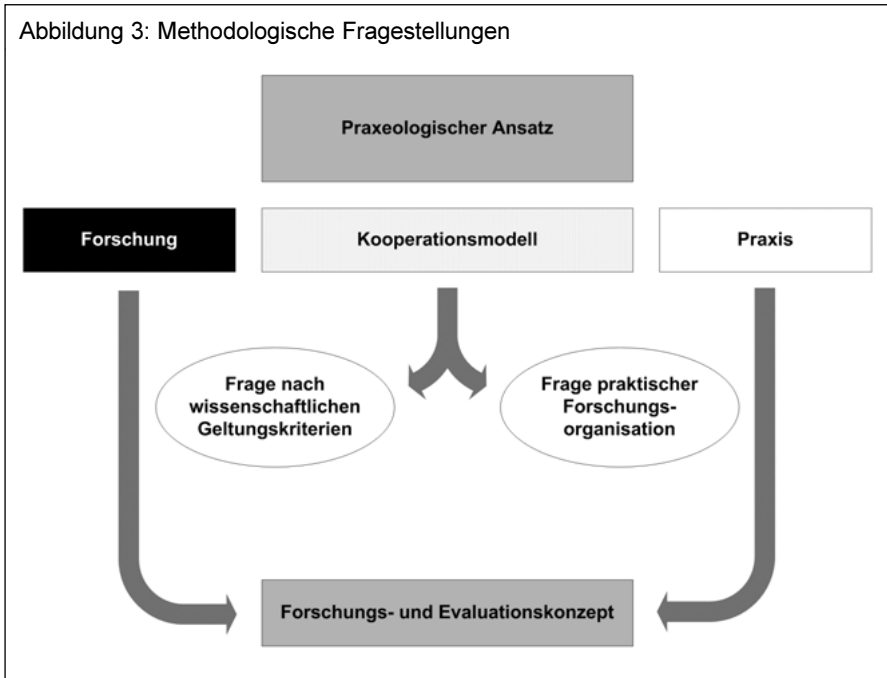 Abbildung 3: Methodologische Fragestellungen
Praxeologischer Ansatz
Forschung
Kooperationsmodell
Praxis
Frage nach
wissenschaftlichen
Geltungskriterien
Frage praktischer
Forschungs-
organisation
Forschungs- und Evaluationskonzept